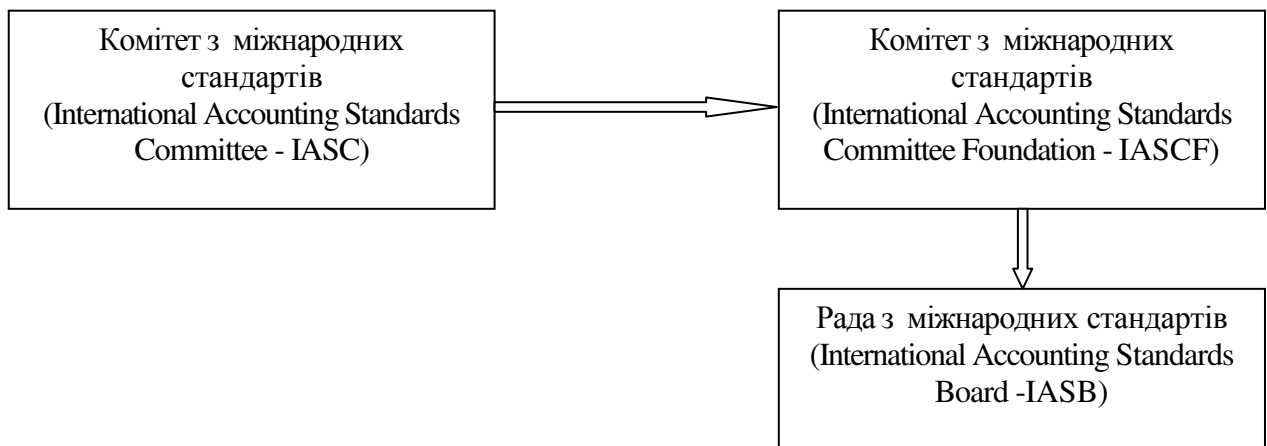 Комітет з міжнародних
стандартів
(International Accounting Standards
Committee - IASC)
Комітет з міжнародних
стандартів
(International Accounting Standards
Committee Foundation - IASCF)
Рада з міжнародних стандартів
(International Accounting Standards
Board -IASB)